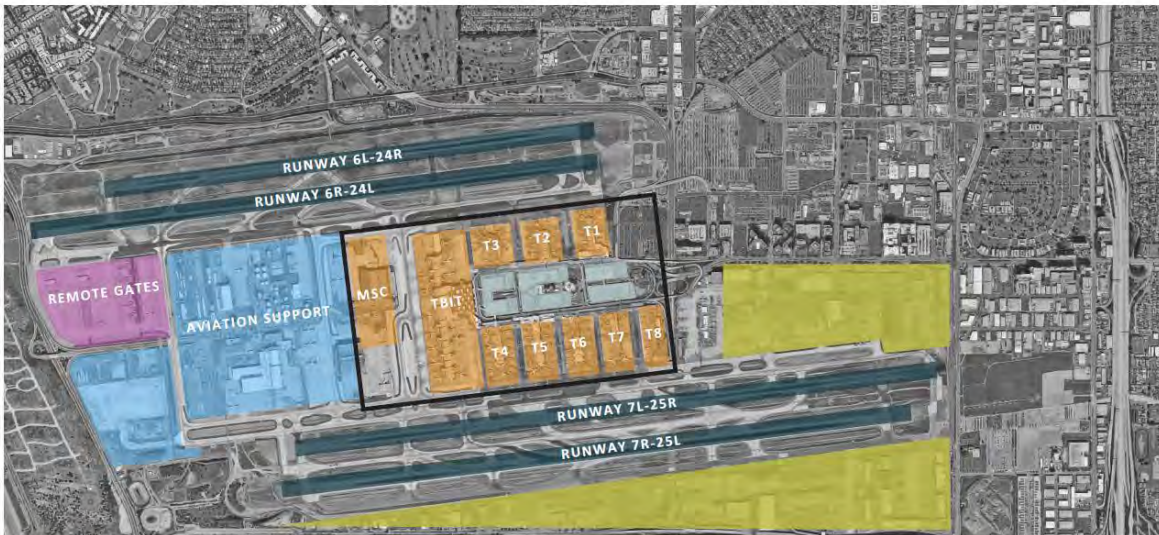 RUNWAY 6L-24R
RUNWAY 6R-24L
T3
T2
T1
REMOTE GATES
MSC
TBIT
AVIATION SUPPORT
T4
T5
T6
T7
T8
RUNWAY 7L-25R
RUNWAY 7R-25L